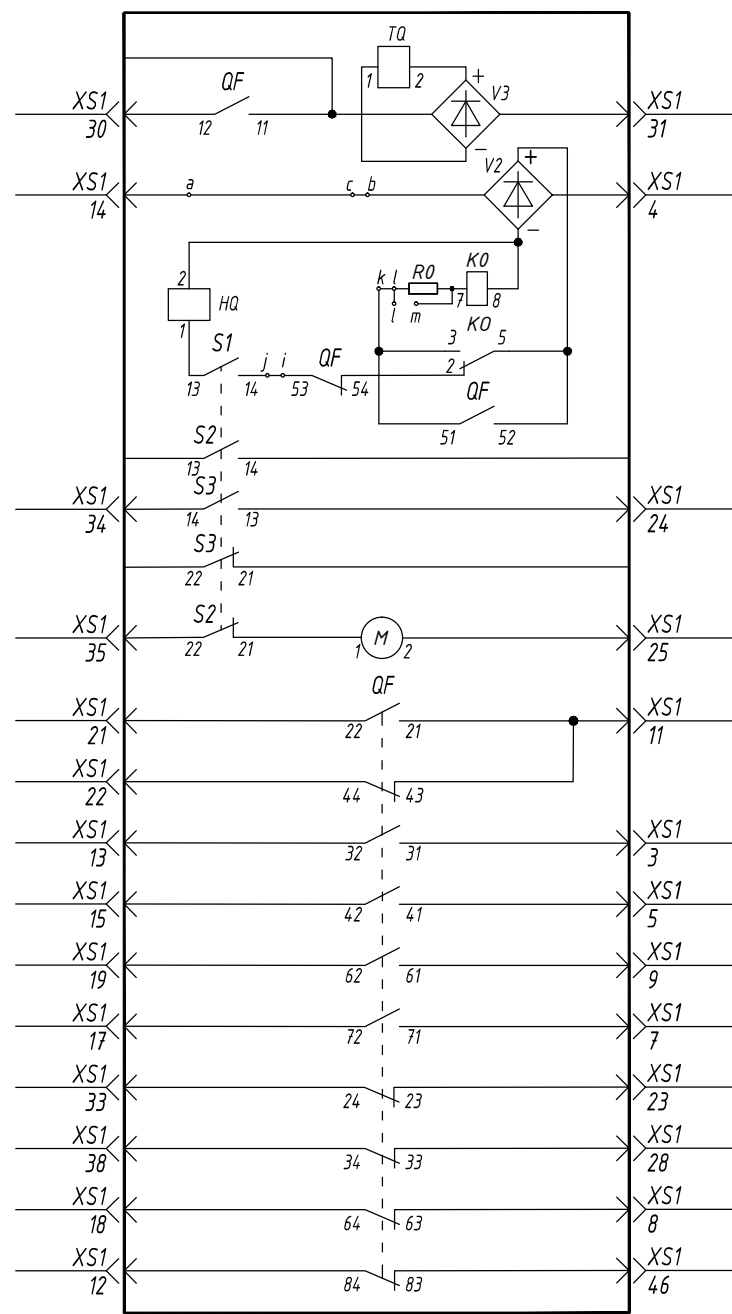 TQ
1 2 +
QF V3
XS1 XS1
30 12 11 − 31
V2 +
XS1 a c b XS1
14 4
−
2 k l R0 K0
HQ l m 7 8
1 K0
S1 3 5
j i QF 2
13 14 53 54 QF
51 52
S2
13 14
XS1 S3 XS1
34 14 13 24
S3
22 21
XS1 S2 M XS1
35 22 21 1 2 25
QF
XS1 XS1
21 22 21 11
XS1
22 44 43
XS1 XS1
13 32 31 3
XS1 XS1
15 42 41 5
XS1 XS1
19 62 61 9
XS1 XS1
17 72 71 7
XS1 XS1
33 24 23 23
XS1 XS1
38 34 33 28
XS1 XS1
18 64 63 8
XS1 XS1
12 84 83 46